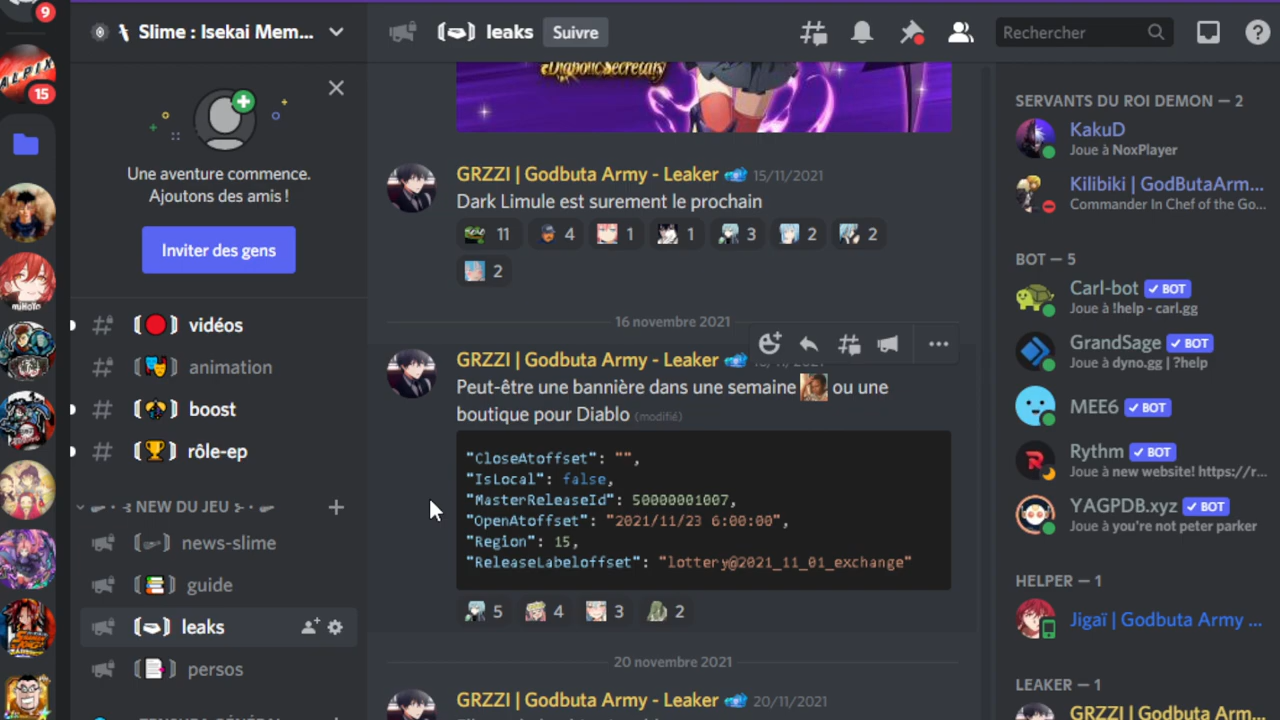 9
Slime : Isekai Mem...
leaks
Suivre
Rechercher
ALPIX
15
DiabolicSecretary
Une aventure commence.
Ajoutons des amis !
Inviter des gens
vidéos
animation
boost
rôle-ep
NEW DU JEU
news-slime
guide
leaks
persos
GRZZI | Godbuta Army - Leaker 15/11/2021
Dark Limule est surement le prochain
11 4 1 1 3 2 2
2
16 novembre 2021
GRZZI | Godbuta Army - Leaker
Peut-être une bannière dans une semaine ou une
boutique pour Diablo (modifié)
"CloseAtoffset": "",
"IsLocal": false,
"MasterReleaseId": 50000001007,
"OpenAtoffset": "2021/11/23 6:00:00",
"Region": 15,
"ReleaseLabeloffset": "lottery@2021_11_01_exchange"
5 4 3 2
20 novembre 2021
GRZZI | Godbuta Army - Leaker 20/11/2021
SERVANTS DU ROI DEMON — 2
KakuD
Joue à NoxPlayer
Kilibiki | GodButaArm...
Commander In Chief of the Go...
BOT — 5
Carl-bot BOT
Joue à !help - carl.gg
GrandSage BOT
Joue à dyno.gg | ?help
MEE6 BOT
Rythm BOT
Joue à new website! https://r...
YAGPDB.xyz BOT
Joue à you're not peter parker
HELPER — 1
Jigaï | Godbuta Army ...
LEAKER — 1
GRZZI | Godbuta Arm...